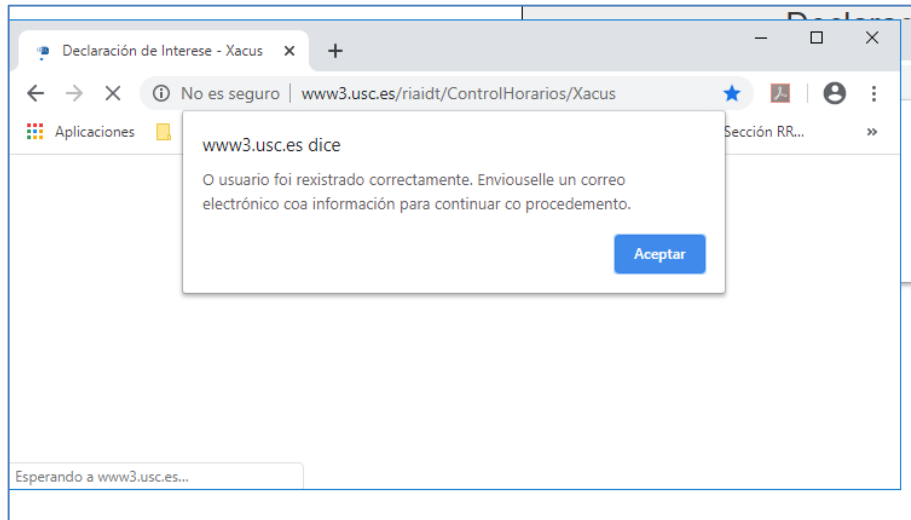 Declaración de Interese - Xacus
No es seguro | www3.usc.es/riaidt/ControlHorarios/Xacus
Aplicaciones
Sección RR...
www3.usc.es dice
O usuario foi rexistrado correctamente. Enviouselle un correo
electrónico coa información para continuar co procedemento.
Aceptar
Esperando a www3.usc.es...